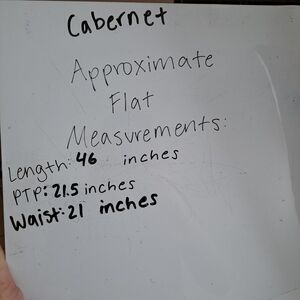 Cabernet
Approximate
Flat
Measurements:
Length: 46 inches
PTP: 21.5 inches
Waist: 21 inches